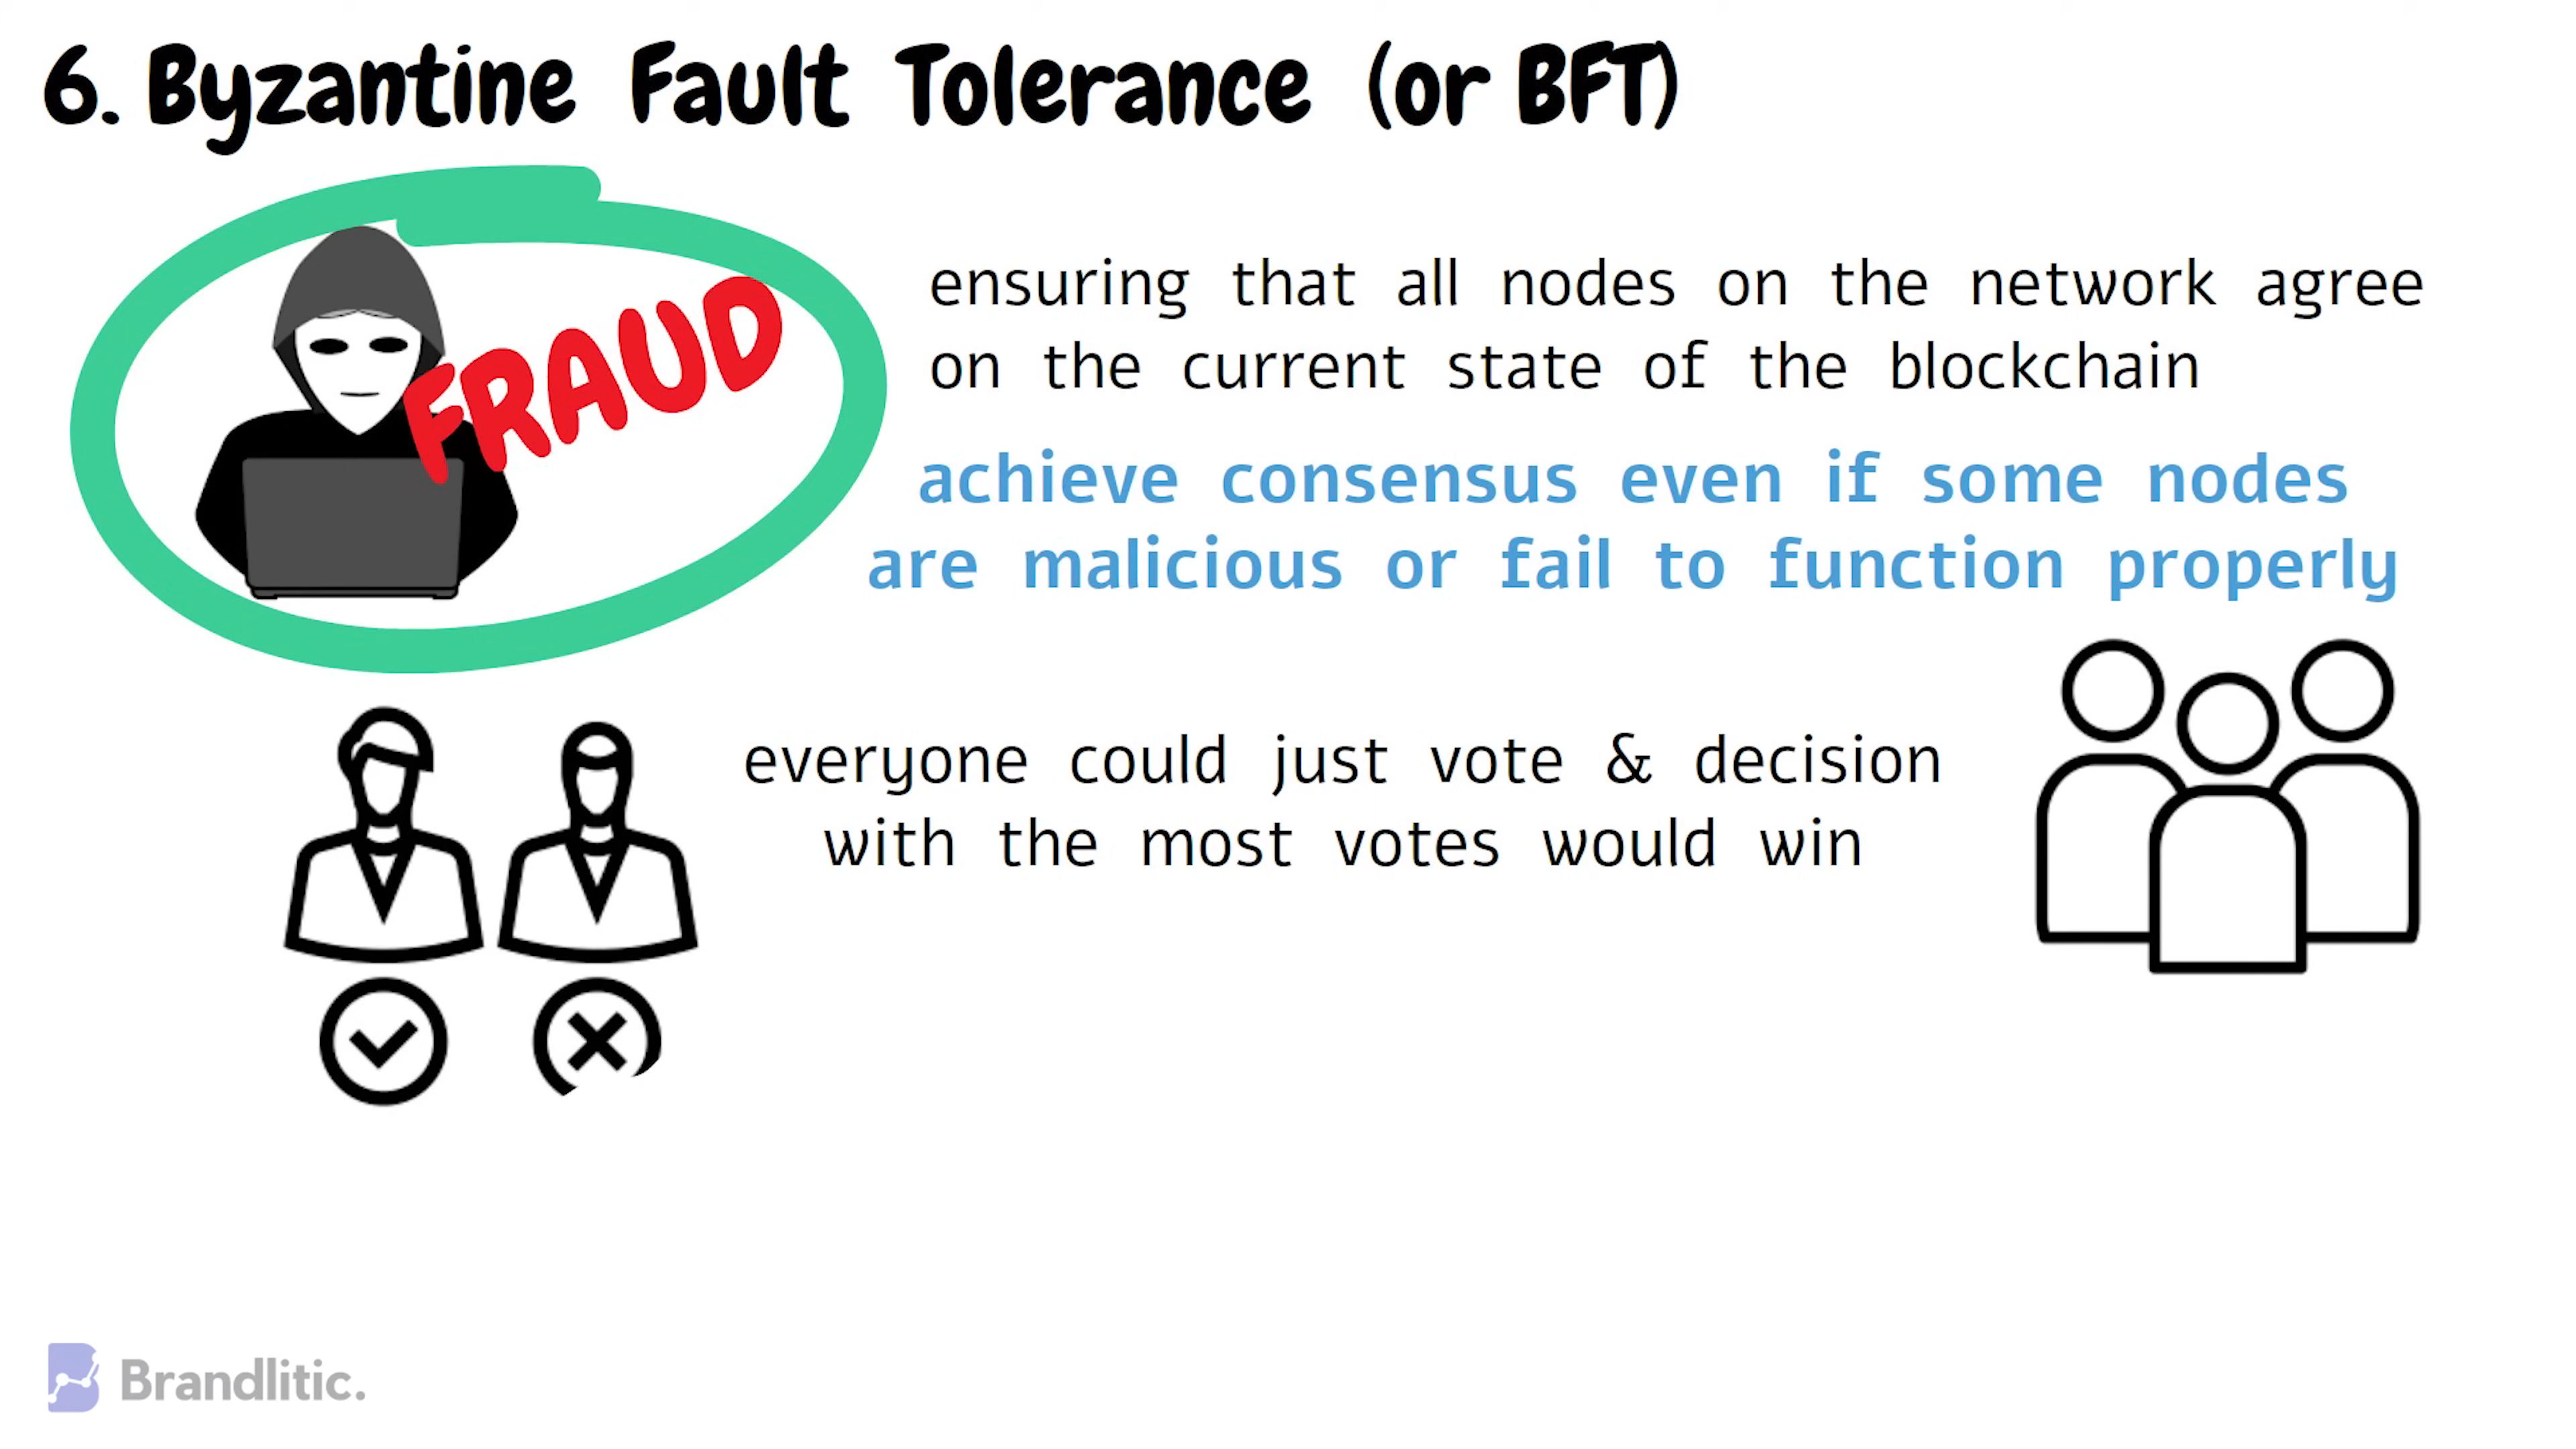 6. Byzantine Fault Tolerance (or BFT)
FRAUD
ensuring that all nodes on the network agree
on the current state of the blockchain
achieve consensus even if some nodes
are malicious or fail to function properly
everyone could just vote & decision
with the most votes would win
Brandlitic.